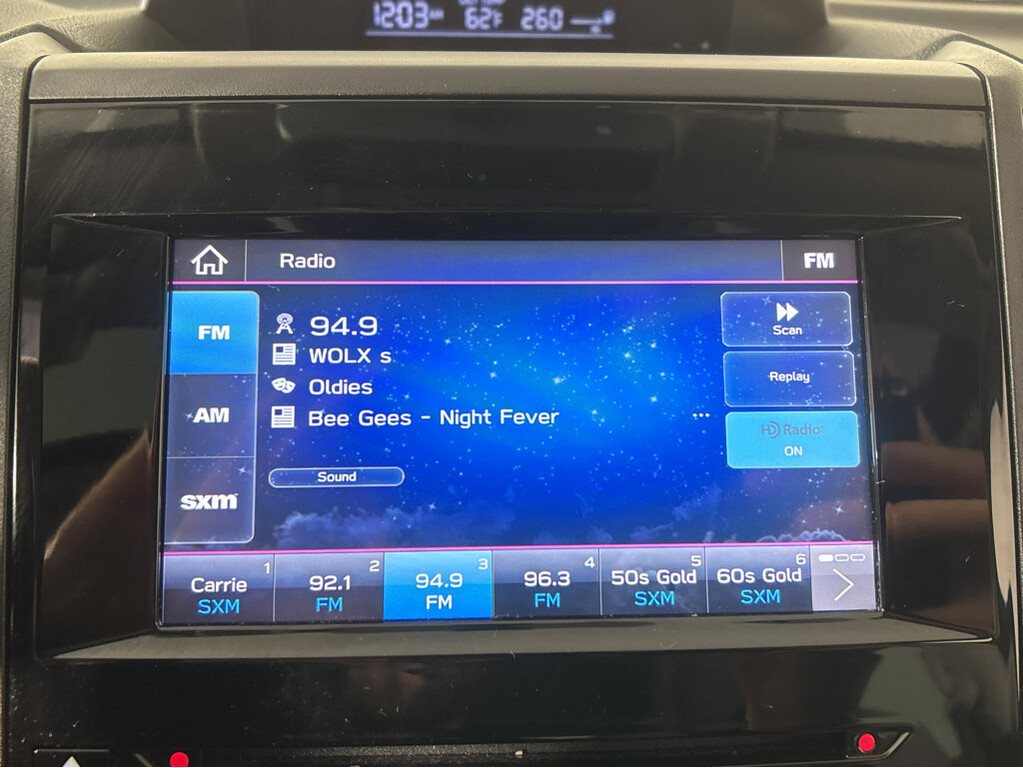 1203 62°F 260
Radio
FM
FM
AM
sxm
94.9
WOLX s
Oldies
Bee Gees - Night Fever
...
Sound
Scan
Replay
HD Radio
ON
1 2 3 4 5 6
Carrie 92.1 94.9 96.3 50s Gold 60s Gold
SXM FM FM FM SXM SXM